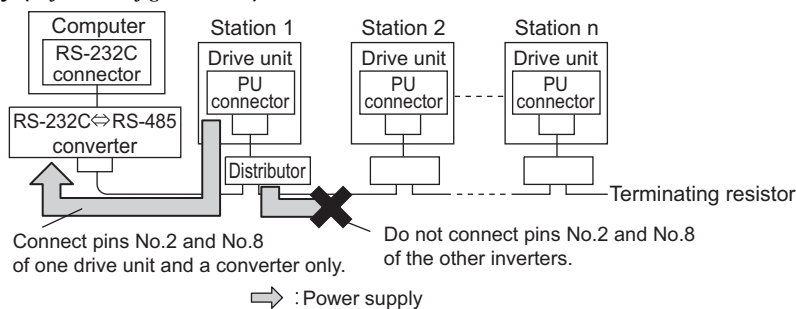 Computer
RS-232C
connector
RS-232C⇔RS-485
converter
Station 1
Drive unit
PU
connector
Distributor
Station 2
Drive unit
PU
connector
Station n
Drive unit
PU
connector
Terminating resistor
Connect pins No.2 and No.8
of one drive unit and a converter only.
Do not connect pins No.2 and No.8
of the other inverters.
: Power supply